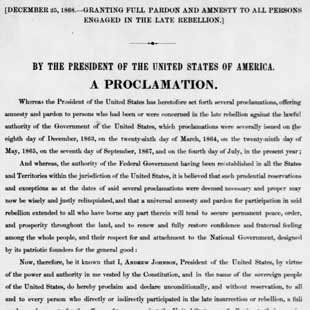 [DECEMBER 25, 1868.—GRANTING FULL PARDON AND AMNESTY TO ALL PERSONS
ENGAGED IN THE LATE REBELLION.]
BY THE PRESIDENT OF THE UNITED STATES OF AMERICA.
A PROCLAMATION.
Whereas the President of the United States has heretofore set forth several proclamations, offering
amnesty and pardon to persons who had been or were concerned in the late rebellion against the lawful
authority of the Government of the United States, which proclamations were severally issued on the
eighth day of December, 1863, on the twenty-sixth day of March, 1864, on the twenty-ninth day of
May, 1865, on the seventh day of September, 1867, and on the fourth day of July, in the present year;
And whereas, the authority of the Federal Government having been re-established in all the States
and Territories within the jurisdiction of the United States, it is believed that such prudential reservations
and exceptions as at the dates of said several proclamations were deemed necessary and proper may
now be wisely and justly relinquished, and that a universal amnesty and pardon for participation in said
rebellion extended to all who have borne any part therein will tend to secure permanent peace, order,
and prosperity throughout the land, and to renew and fully restore confidence and fraternal feeling
among the whole people, and their respect for and attachment to the National Government, designed
by its patriotic founders for the general good:
Now, therefore, be it known that I, ANDREW JOHNSON, President of the United States, by virtue
of the power and authority in me vested by the Constitution, and in the name of the sovereign people
of the United States, do hereby proclaim and declare unconditionally, and without reservation, to all
and to every person who directly or indirectly participated in the late insurrection or rebellion, a full